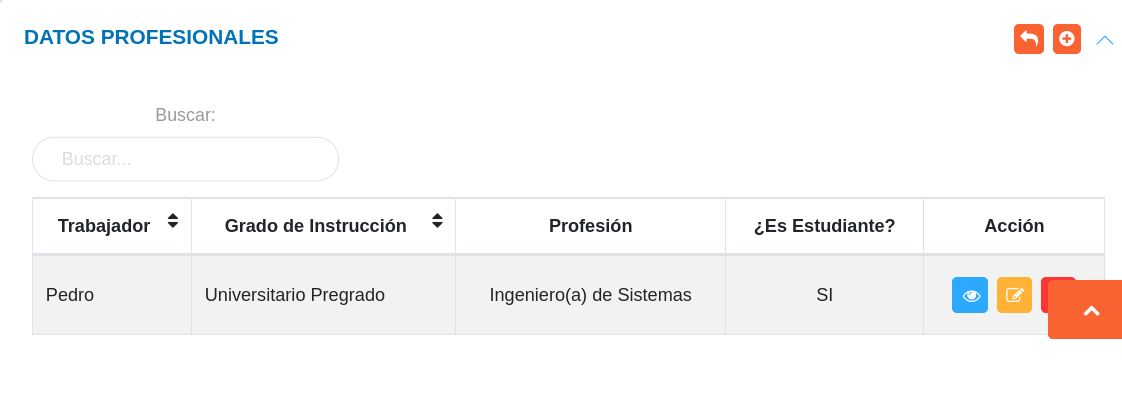 DATOS PROFESIONALES
Buscar:
Buscar...
Trabajador Grado de Instrucción Profesión ¿Es Estudiante? Acción
Pedro Universitario Pregrado Ingeniero(a) de Sistemas SI